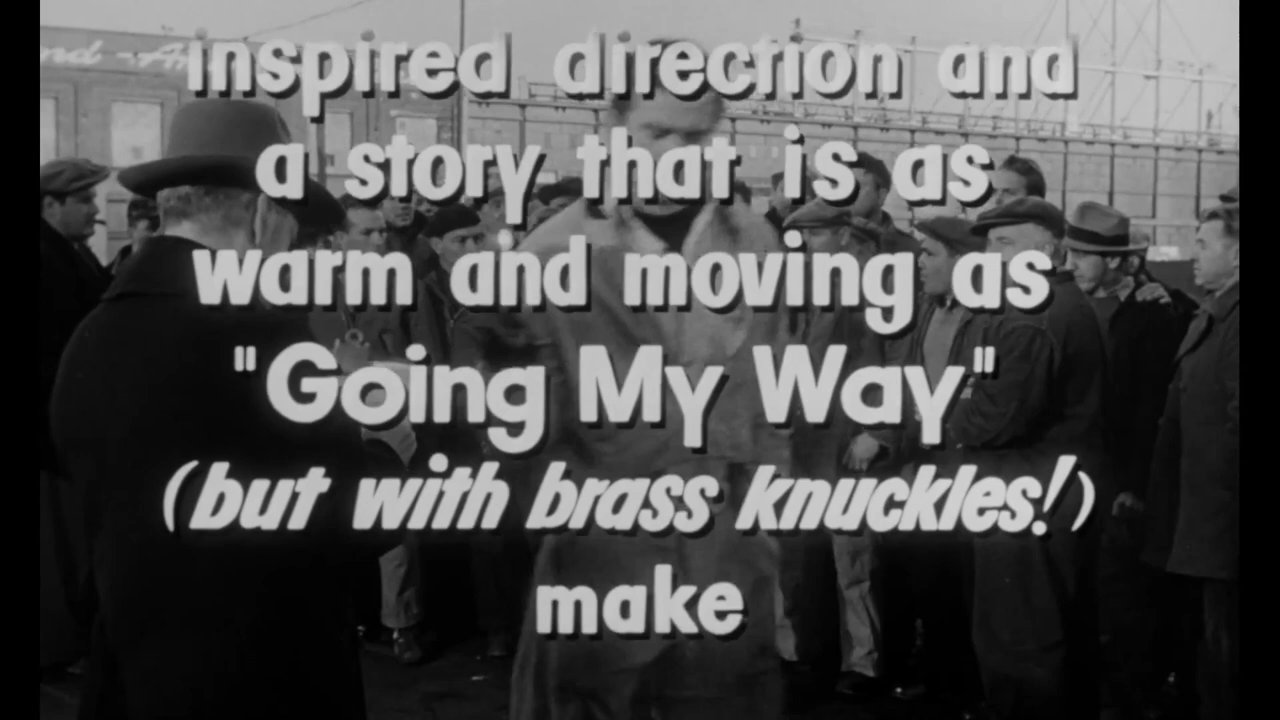 inspired direction and
a story that is as
warm and moving as
"Going My Way"
(but with brass knuckles!)
make